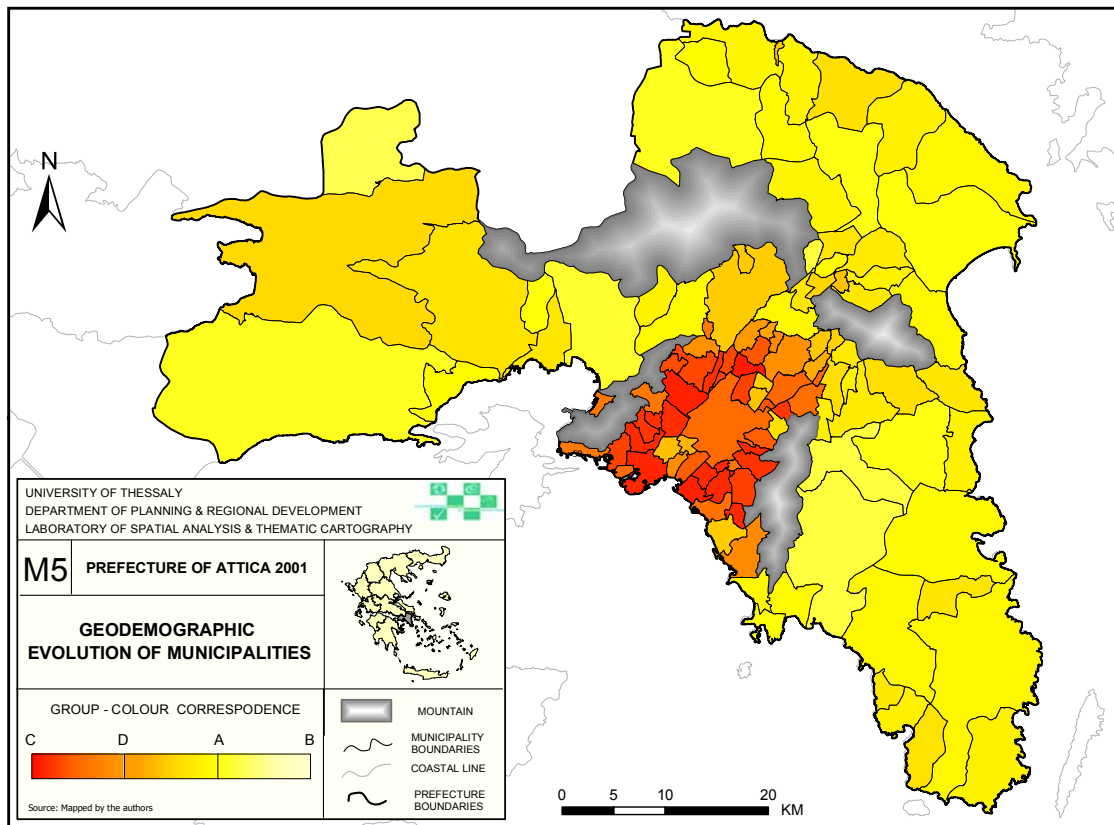 N
UNIVERSITY OF THESSALY
DEPARTMENT OF PLANNING & REGIONAL DEVELOPMENT
LABORATORY OF SPATIAL ANALYSIS & THEMATIC CARTOGRAPHY
M5
PREFECTURE OF ATTICA 2001
GEODEMOGRAPHIC
EVOLUTION OF MUNICIPALITIES
GROUP - COLOUR CORRESPODENCE
C D A B
Source: Mapped by the authors
MOUNTAIN
MUNICIPALITY
BOUNDARIES
COASTAL LINE
PREFECTURE
BOUNDARIES
0 5 10 20
KM